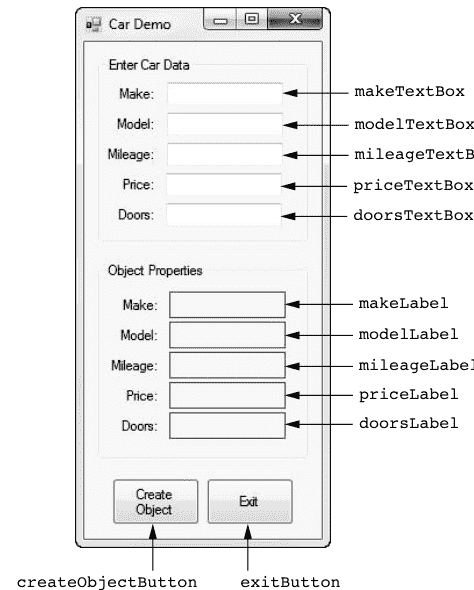 Car Demo
Enter Car Data
Make: makeTextBox
Model: modelTextBox
Mileage: mileageTextB
Price: priceTextBox
Doors: doorsTextBox
Object Properties
Make: makeLabel
Model: modelLabel
Mileage: mileageLabel
Price: priceLabel
Doors: doorsLabel
Create
Object
Exit
createObjectButton exitButton